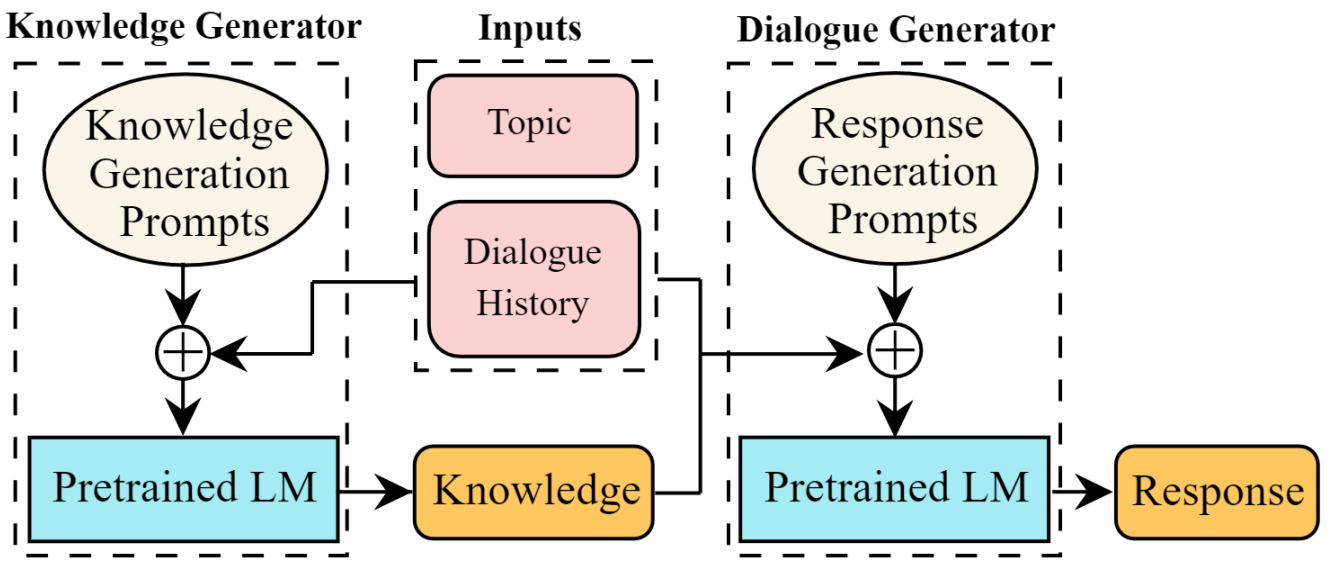 Knowledge Generator
Knowledge
Generation
Prompts
Pretrained LM
Inputs
Topic
Dialogue
History
Knowledge
Dialogue Generator
Response
Generation
Prompts
Pretrained LM
Response